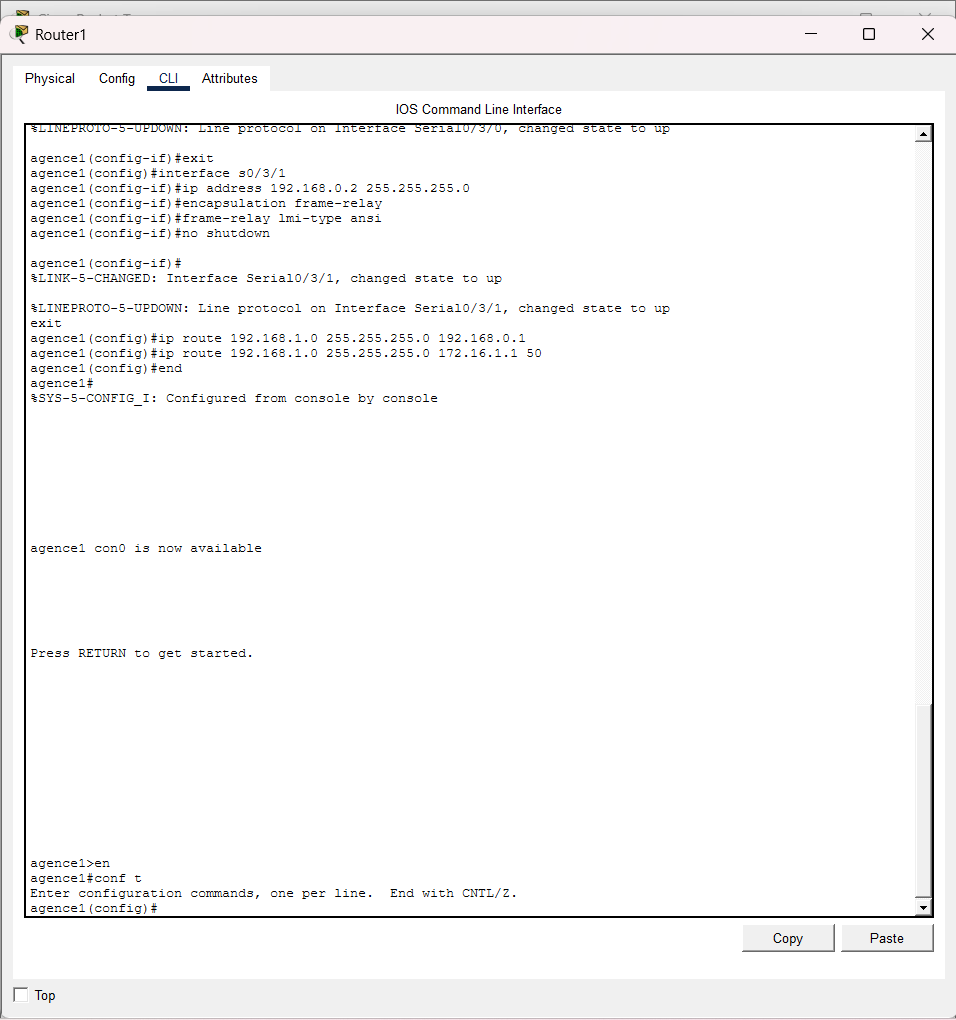 Router1
Physical Config CLI Attributes
IOS Command Line Interface
%LINEPROTO-5-UPDOWN: Line protocol on Interface Serial0/3/0, changed state to up
agence1(config-if)#exit
agence1(config)#interface s0/3/1
agence1(config-if)#ip address 192.168.0.2 255.255.255.0
agence1(config-if)#encapsulation frame-relay
agence1(config-if)#frame-relay lmi-type ansi
agence1(config-if)#no shutdown
agence1(config-if)#
%LINK-5-CHANGED: Interface Serial0/3/1, changed state to up
%LINEPROTO-5-UPDOWN: Line protocol on Interface Serial0/3/1, changed state to up
exit
agence1(config)#ip route 192.168.1.0 255.255.255.0 192.168.0.1
agence1(config)#ip route 192.168.1.0 255.255.255.0 172.16.1.1 50
agence1(config)#end
agence1#
%SYS-5-CONFIG_I: Configured from console by console
agence1 con0 is now available
Press RETURN to get started.
agence1>en
agence1#conf t
Enter configuration commands, one per line.  End with CNTL/Z.
agence1(config)#
Copy Paste
Top